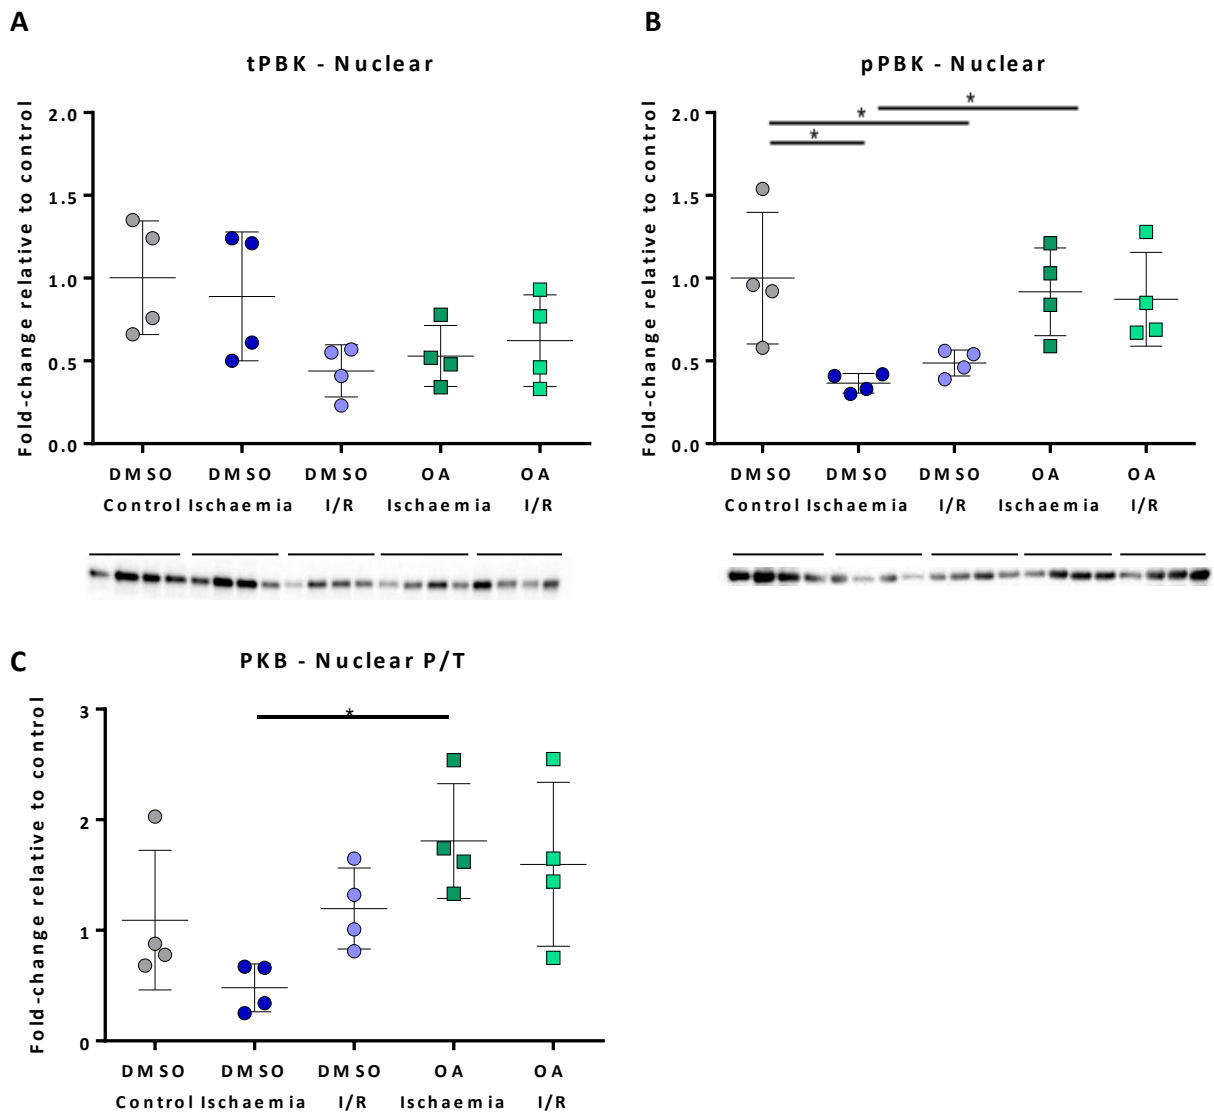 A
tPBK - Nuclear
Fold-change relative to control
2.0
1.5
1.0
0.5
0.0
DMSO DMSO DMSO OA OA
Control Ischaemia I/R Ischaemia I/R
B
pPBK - Nuclear
Fold-change relative to control
2.0
1.5
1.0
0.5
0.0
*
*
*
DMSO DMSO DMSO OA OA
Control Ischaemia I/R Ischaemia I/R
C
PKB - Nuclear P/T
Fold-change relative to control
3
2
1
0
*
DMSO DMSO DMSO OA OA
Control Ischaemia I/R Ischaemia I/R